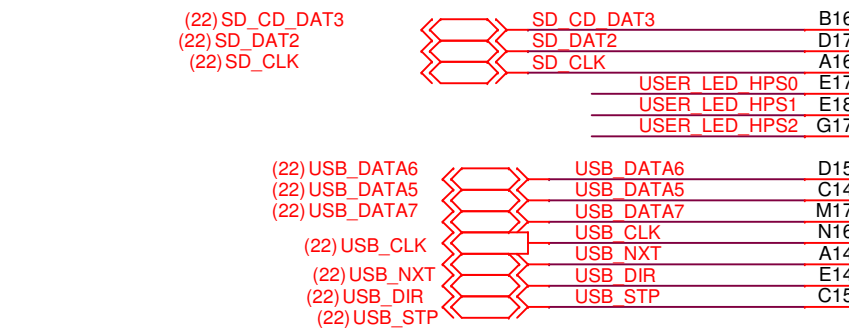 (22) SD_CD_DAT3 SD_CD_DAT3 B16
(22) SD_DAT2 SD_DAT2 D17
(22) SD_CLK SD_CLK A16
USER_LED_HPS0 E17
USER_LED_HPS1 E18
USER_LED_HPS2 G17
(22) USB_DATA6 USB_DATA6 D15
(22) USB_DATA5 USB_DATA5 C14
(22) USB_DATA7 USB_DATA7 M17
(22) USB_CLK USB_CLK N16
(22) USB_NXT USB_NXT A14
(22) USB_DIR USB_DIR E14
(22) USB_STP USB_STP C15